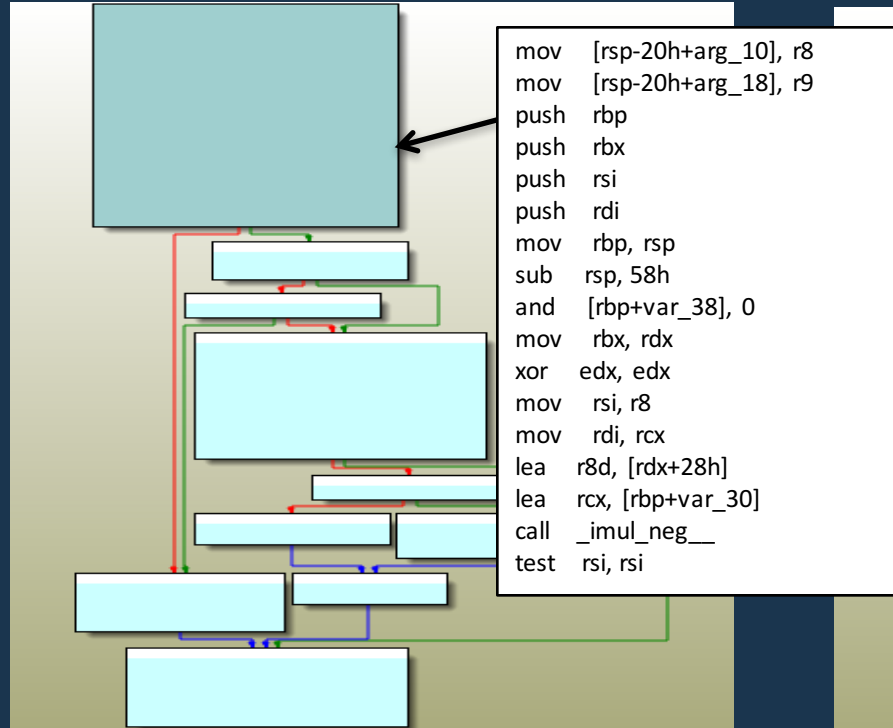 mov [rsp-20h+arg_10], r8
mov [rsp-20h+arg_18], r9
push rbp
push rbx
push rsi
push rdi
mov rbp, rsp
sub rsp, 58h
and [rbp+var_38], 0
mov rbx, rdx
xor edx, edx
mov rsi, r8
mov rdi, rcx
lea r8d, [rdx+28h]
lea rcx, [rbp+var_30]
call _imul_neg__
test rsi, rsi